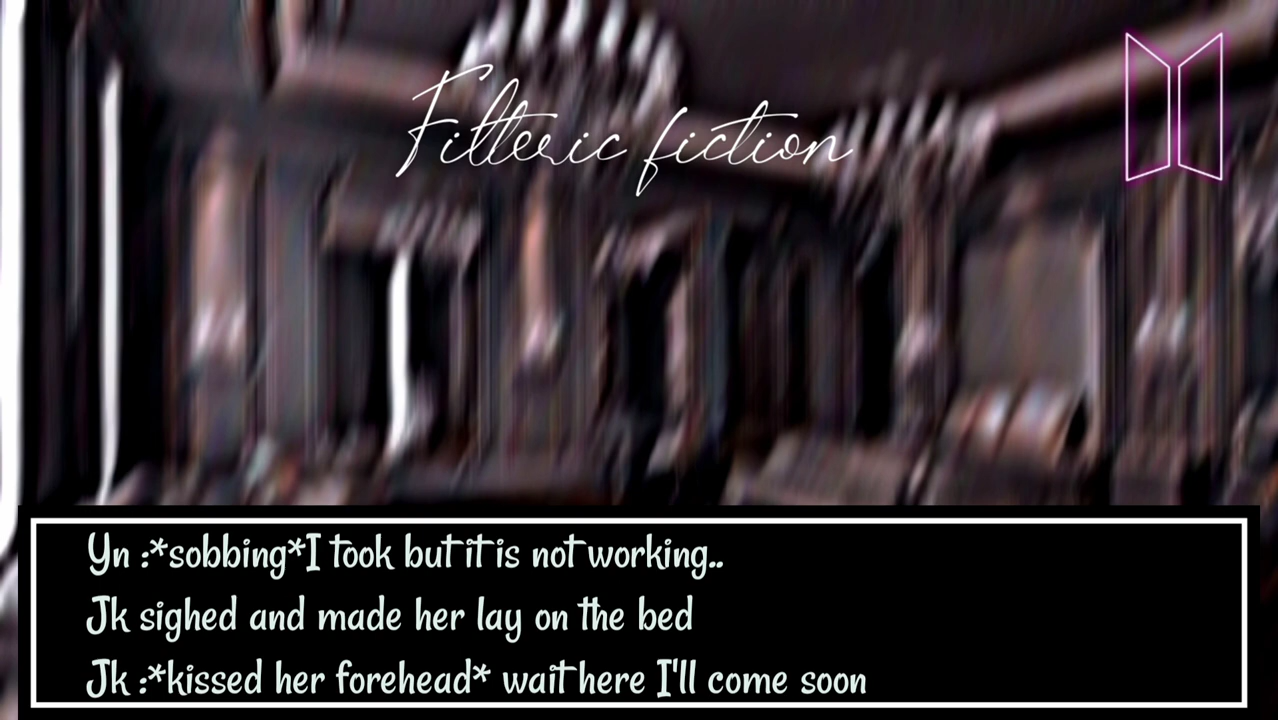 Filteric fiction
Yn :*sobbing*I took but it is not working..
Jk sighed and made her lay on the bed
Jk :*kissed her forehead* wait here I'll come soon